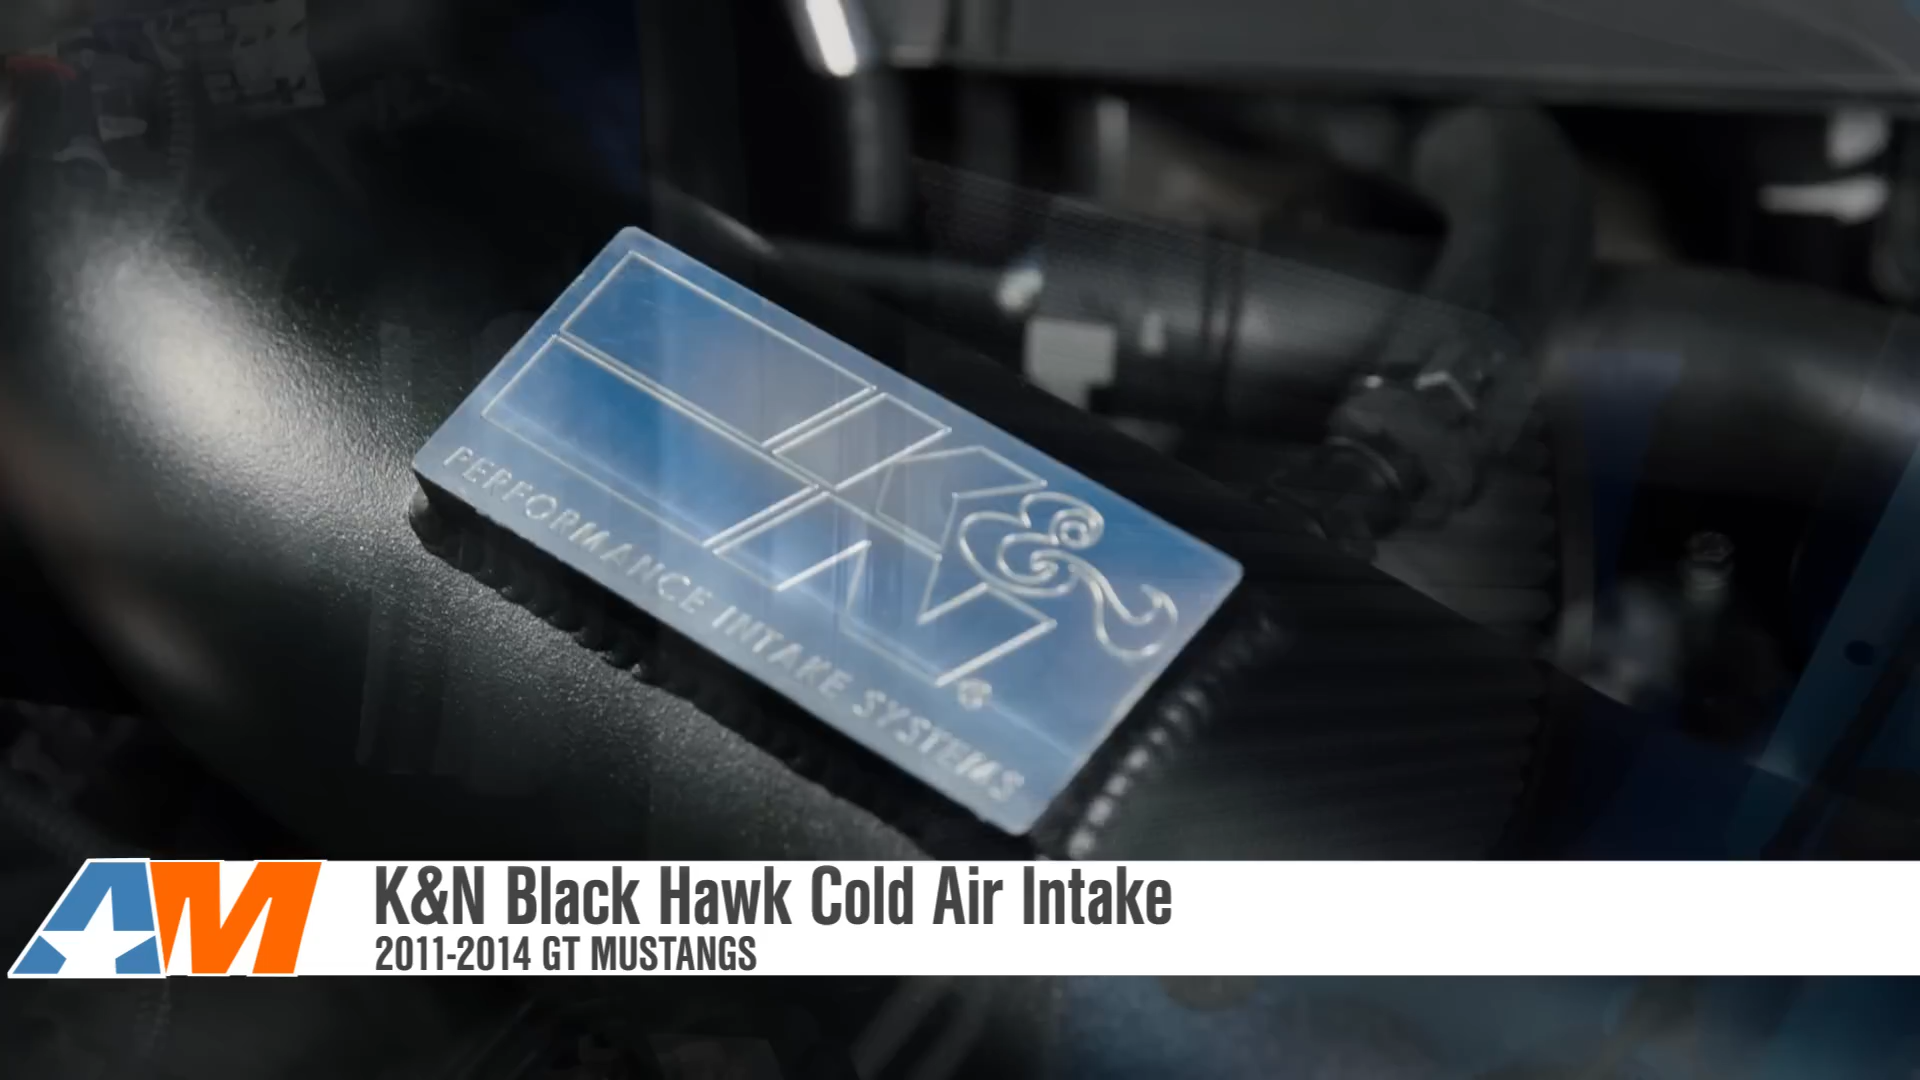 K&N®
PERFORMANCE INTAKE SYSTEMS
AM
K&N Black Hawk Cold Air Intake
2011-2014 GT MUSTANGS